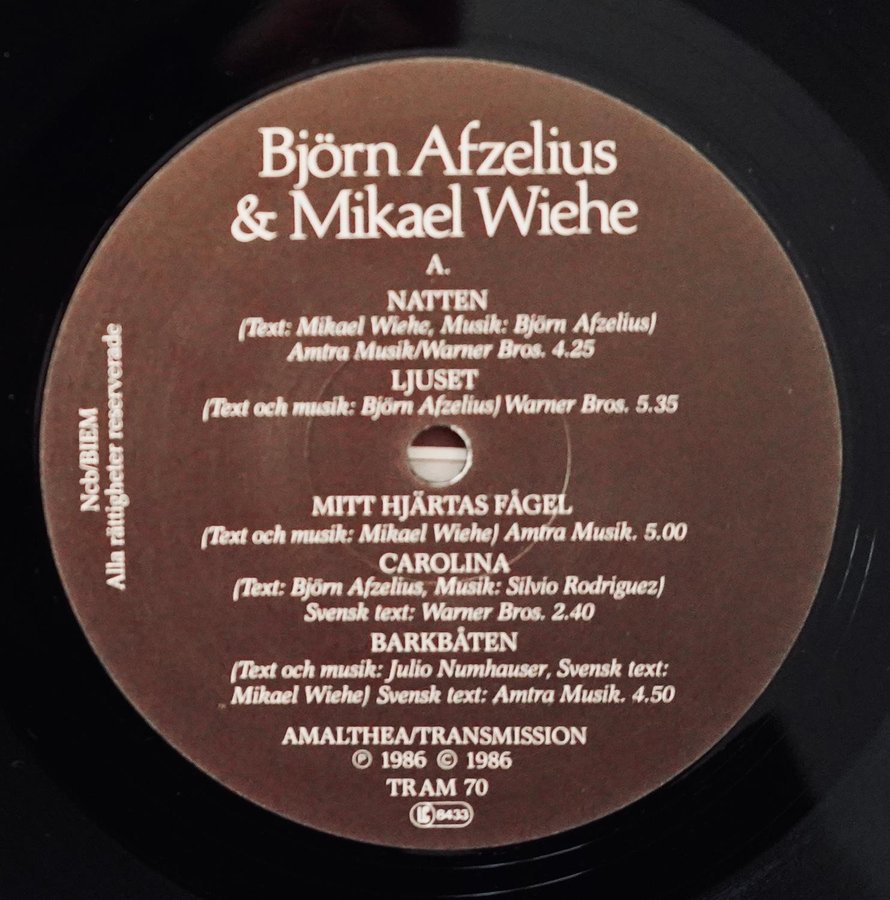 Björn Afzelius
& Mikael Wiehe
A.
NATTEN
(Text: Mikael Wiehe, Musik: Björn Afzelius)
Amtra Musik/Warner Bros. 4.25
LJUSET
(Text och musik: Björn Afzelius) Warner Bros. 5.35
Ncb/BIEM
Alla rättigheter reserverade
MITT HJÄRTAS FÅGEL
(Text och musik: Mikael Wiehe) Amtra Musik. 5.00
CAROLINA
(Text: Björn Afzelius, Musik: Silvio Rodriguez)
Svensk text: Warner Bros. 2.40
BARKBÅTEN
(Text och musik: Julio Numhauser, Svensk text:
Mikael Wiehe) Svensk text: Amtra Musik. 4.50
AMALTHEA/TRANSMISSION
℗ 1986 © 1986
TRAM 70
LC 8433